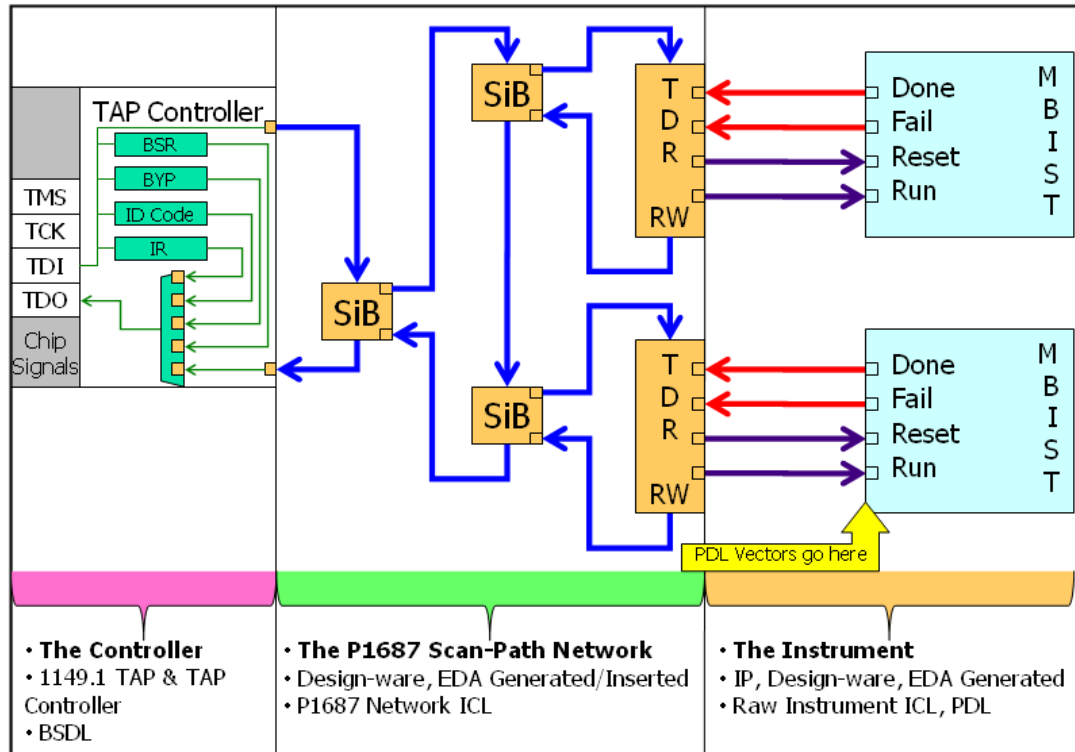 TAP Controller
BSR
BYP
ID Code
IR
TMS
TCK
TDI
TDO
Chip
Signals
SiB
SiB
SiB
T
D
R
RW
T
D
R
RW
Done
Fail
Reset
Run
M
B
I
S
T
Done
Fail
Reset
Run
M
B
I
S
T
PDL Vectors go here
• The Controller
• 1149.1 TAP & TAP
Controller
• BSDL
• The P1687 Scan-Path Network
• Design-ware, EDA Generated/Inserted
• P1687 Network ICL
• The Instrument
• IP, Design-ware, EDA Generated
• Raw Instrument ICL, PDL